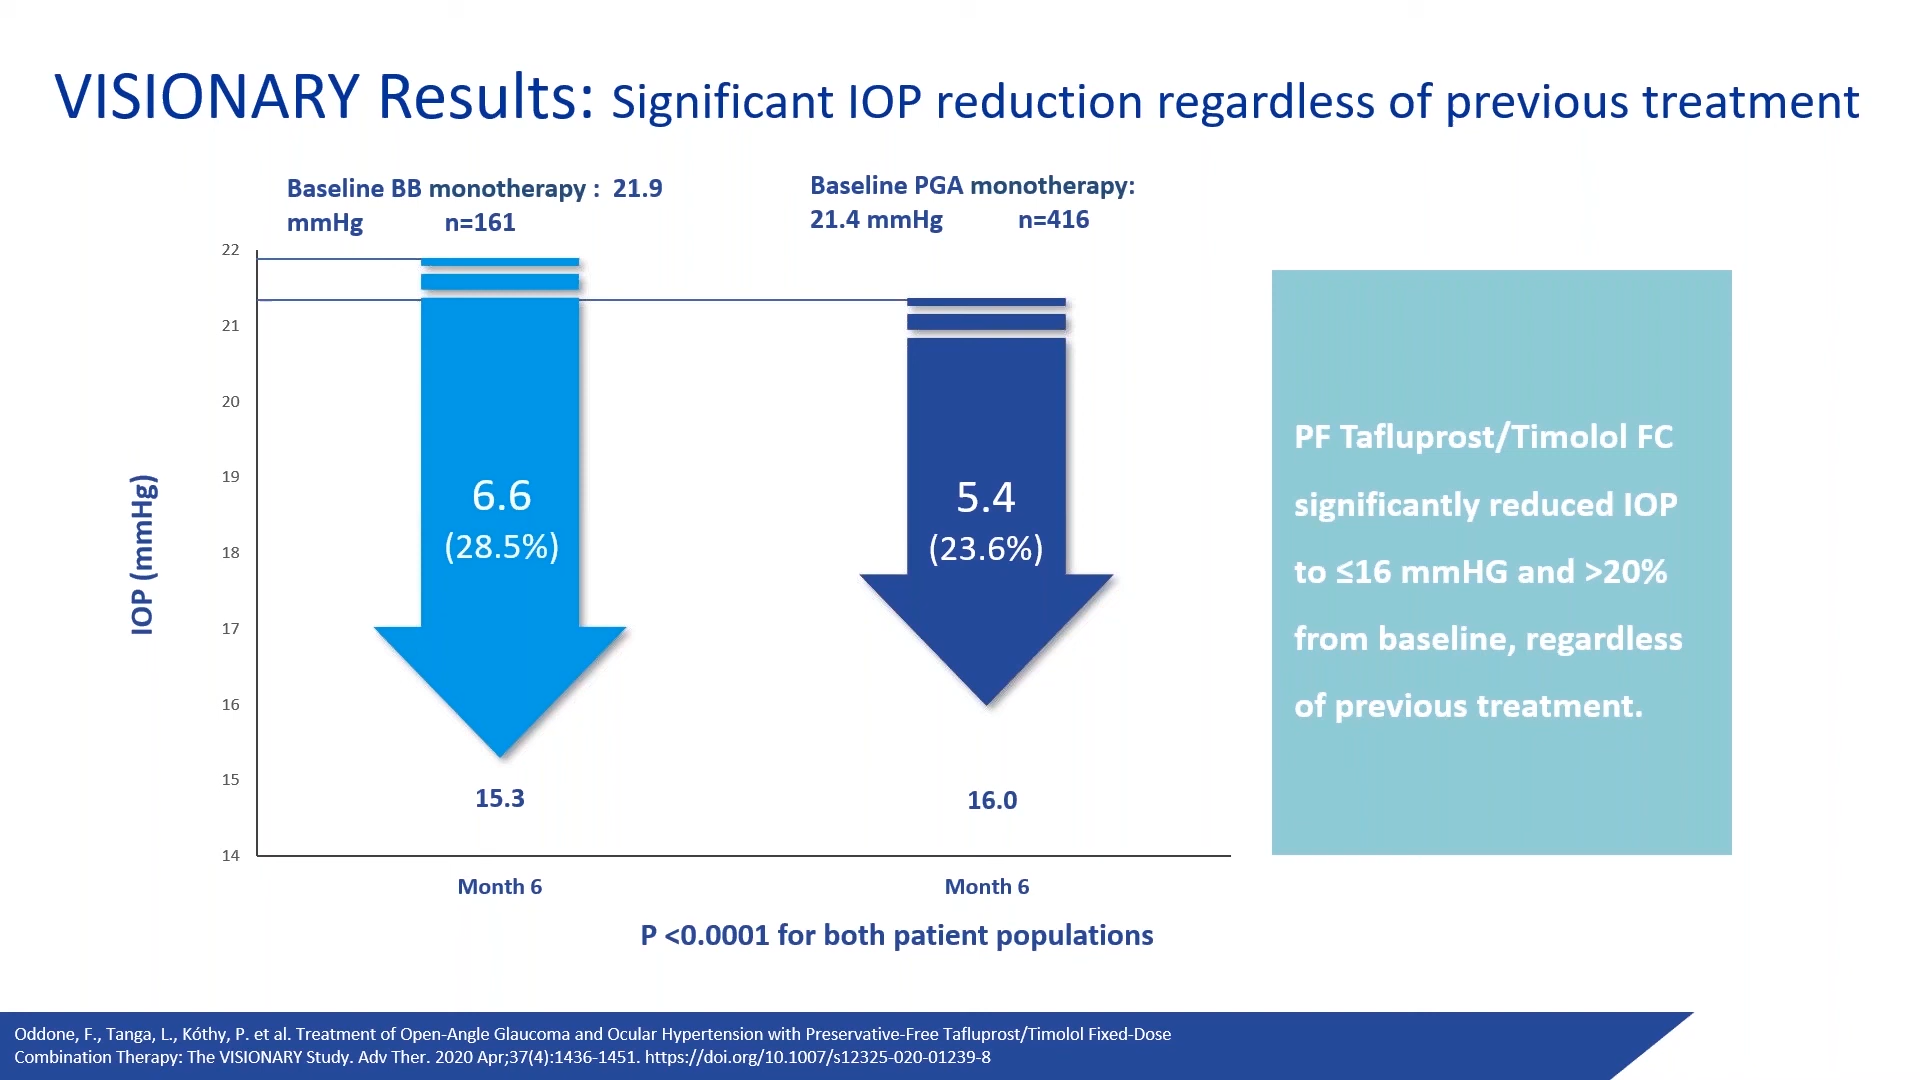 VISIONARY Results: Significant IOP reduction regardless of previous treatment
Baseline BB monotherapy : 21.9
mmHg n=161
Baseline PGA monotherapy:
21.4 mmHg n=416
22
21
20
19
18
17
16
15
14
IOP (mmHg)
6.6
(28.5%)
5.4
(23.6%)
15.3
16.0
Month 6
Month 6
P <0.0001 for both patient populations
PF Tafluprost/Timolol FC
significantly reduced IOP
to ≤16 mmHG and >20%
from baseline, regardless
of previous treatment.
Oddone, F., Tanga, L., Kóthy, P. et al. Treatment of Open-Angle Glaucoma and Ocular Hypertension with Preservative-Free Tafluprost/Timolol Fixed-Dose
Combination Therapy: The VISIONARY Study. Adv Ther. 2020 Apr;37(4):1436-1451. https://doi.org/10.1007/s12325-020-01239-8